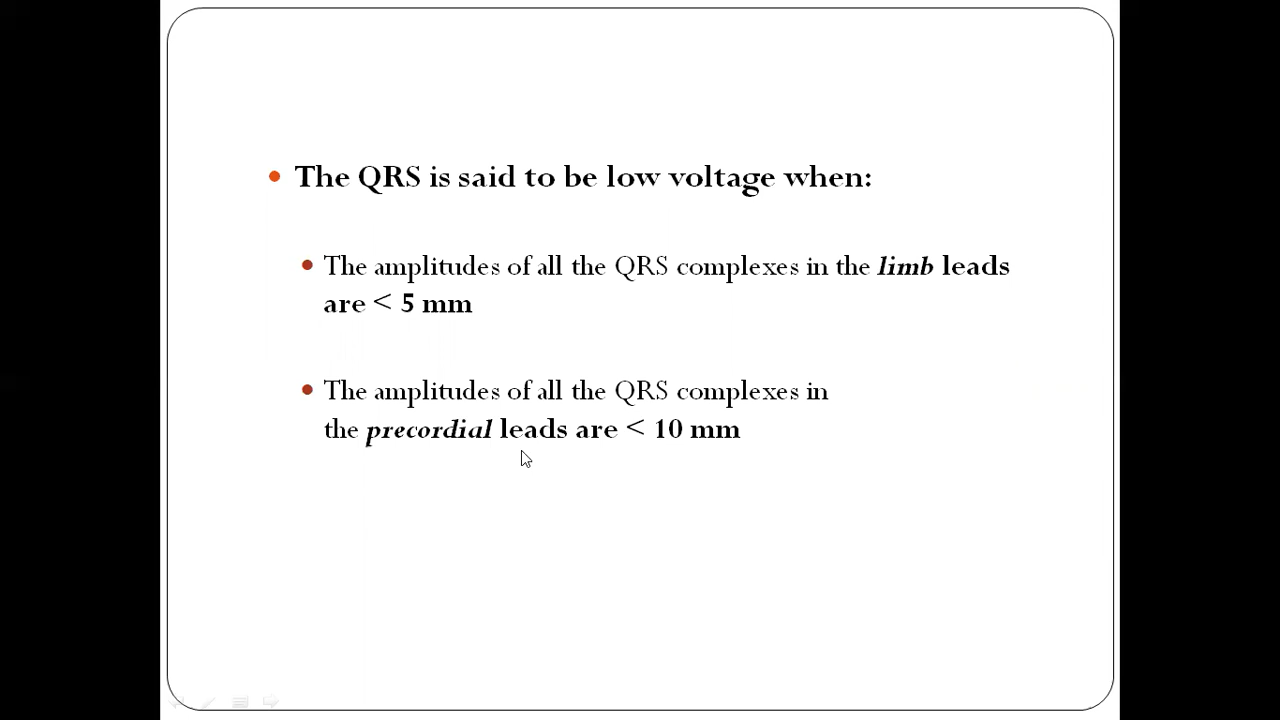 The QRS is said to be low voltage when:
The amplitudes of all the QRS complexes in the limb leads
are < 5 mm
The amplitudes of all the QRS complexes in
the precordial leads are < 10 mm